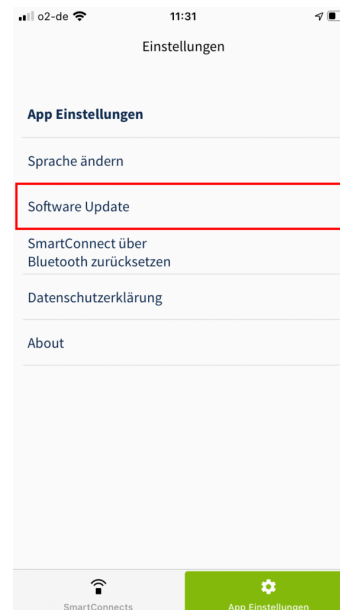 o2-de 11:31
Einstellungen
App Einstellungen
Sprache ändern
Software Update
SmartConnect über
Bluetooth zurücksetzen
Datenschutzerklärung
About
SmartConnects
App Einstellungen